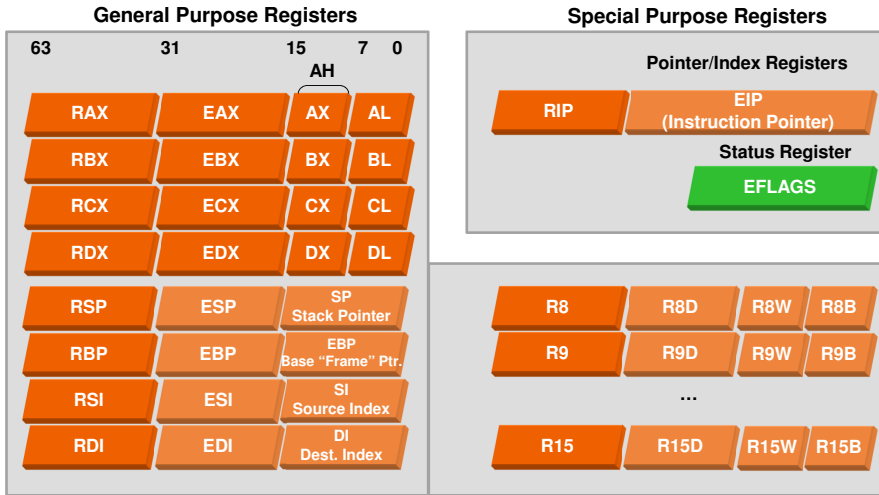 General Purpose Registers
63 31 15 7 0
AH
RAX EAX AX AL
RBX EBX BX BL
RCX ECX CX CL
RDX EDX DX DL
RSP ESP SP
Stack Pointer
RBP EBP EBP
Base “Frame” Ptr.
RSI ESI SI
Source Index
RDI EDI DI
Dest. Index
Special Purpose Registers
Pointer/Index Registers
RIP EIP
(Instruction Pointer)
Status Register
EFLAGS
R8 R8D R8W R8B
R9 R9D R9W R9B
...
R15 R15D R15W R15B